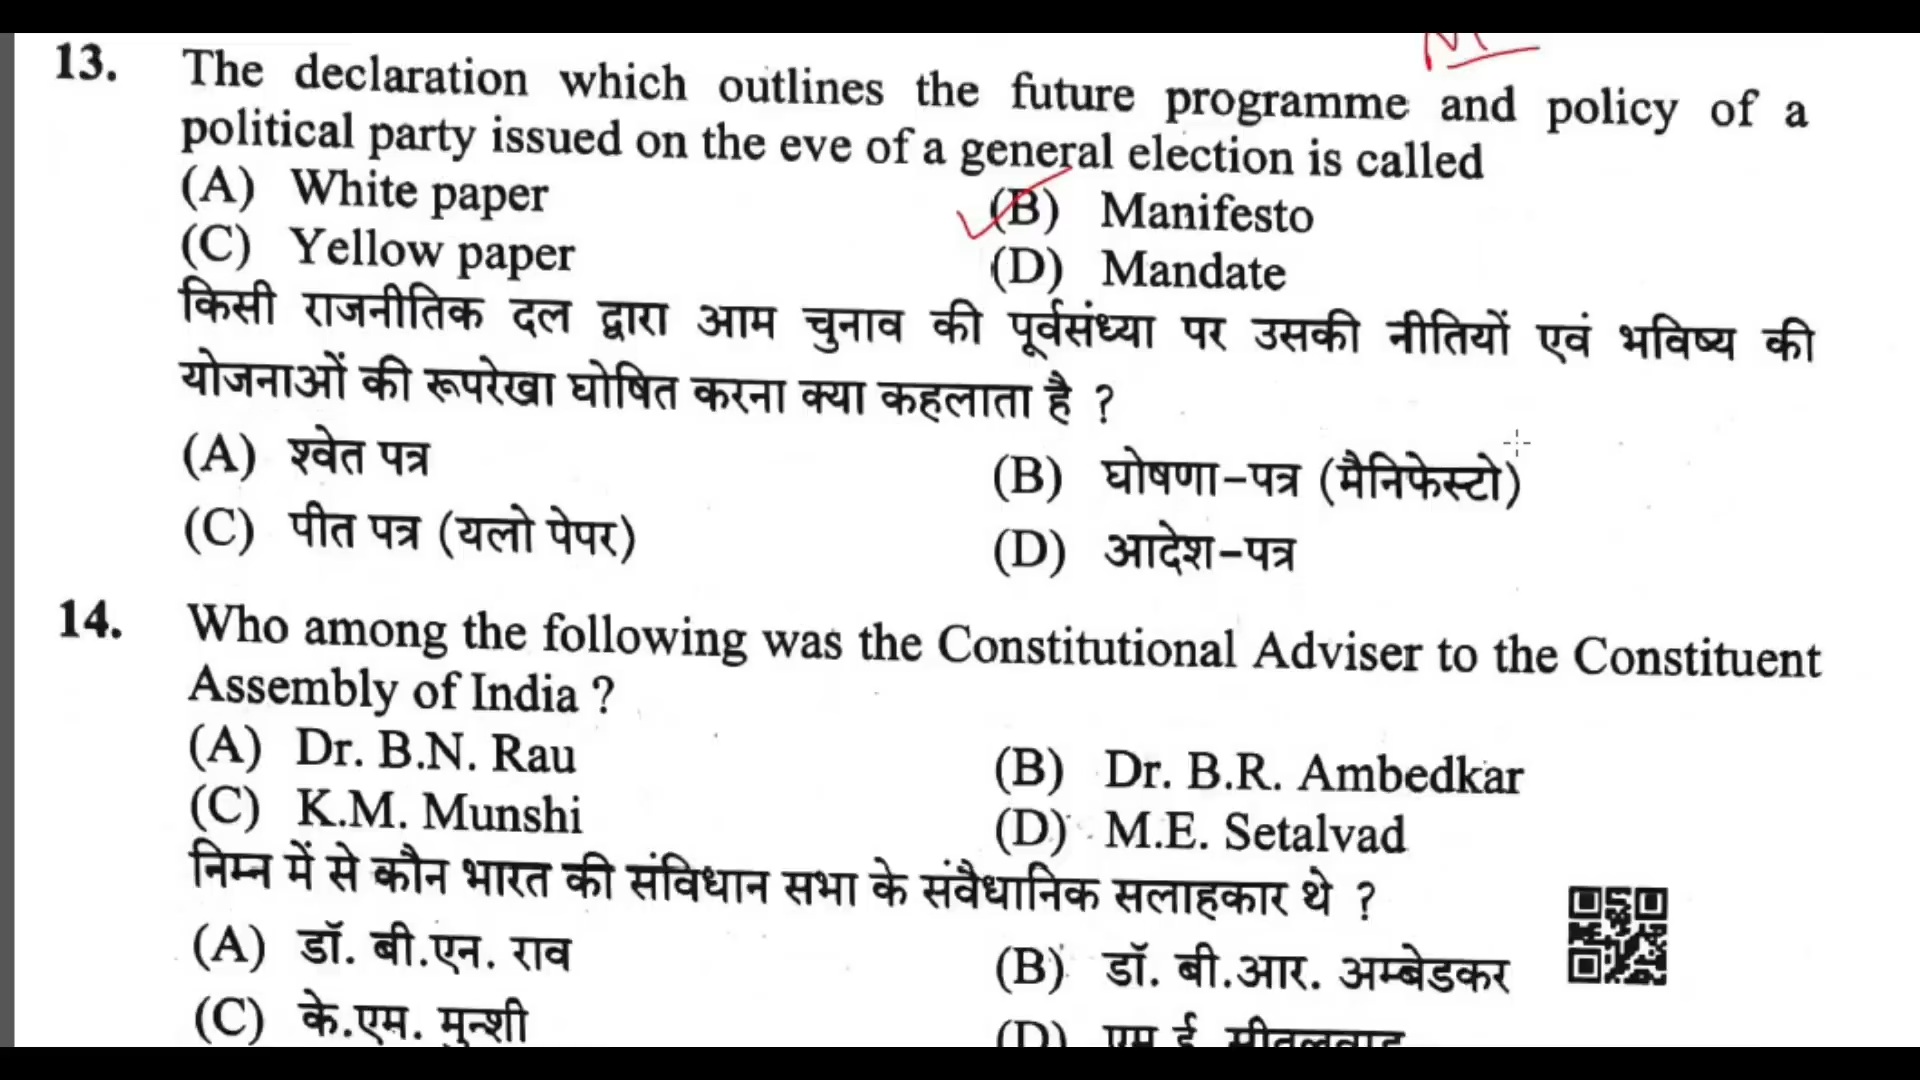 13. The declaration which outlines the future programme and policy of a
political party issued on the eve of a general election is called
(A) White paper (B) Manifesto
(C) Yellow paper (D) Mandate
किसी राजनीतिक दल द्वारा आम चुनाव की पूर्वसंध्या पर उसकी नीतियों एवं भविष्य की
योजनाओं की रूपरेखा घोषित करना क्या कहलाता है ?
(A) श्वेत पत्र (B) घोषणा-पत्र (मैनिफेस्टो)
(C) पीत पत्र (यलो पेपर) (D) आदेश-पत्र
14. Who among the following was the Constitutional Adviser to the Constituent
Assembly of India ?
(A) Dr. B.N. Rau (B) Dr. B.R. Ambedkar
(C) K.M. Munshi (D) M.E. Setalvad
निम्न में से कौन भारत की संविधान सभा के संवैधानिक सलाहकार थे ?
(A) डॉ. बी.एन. राव (B) डॉ. बी.आर. अम्बेडकर
(C) के.एम. मुन्शी (D) एम.ई.